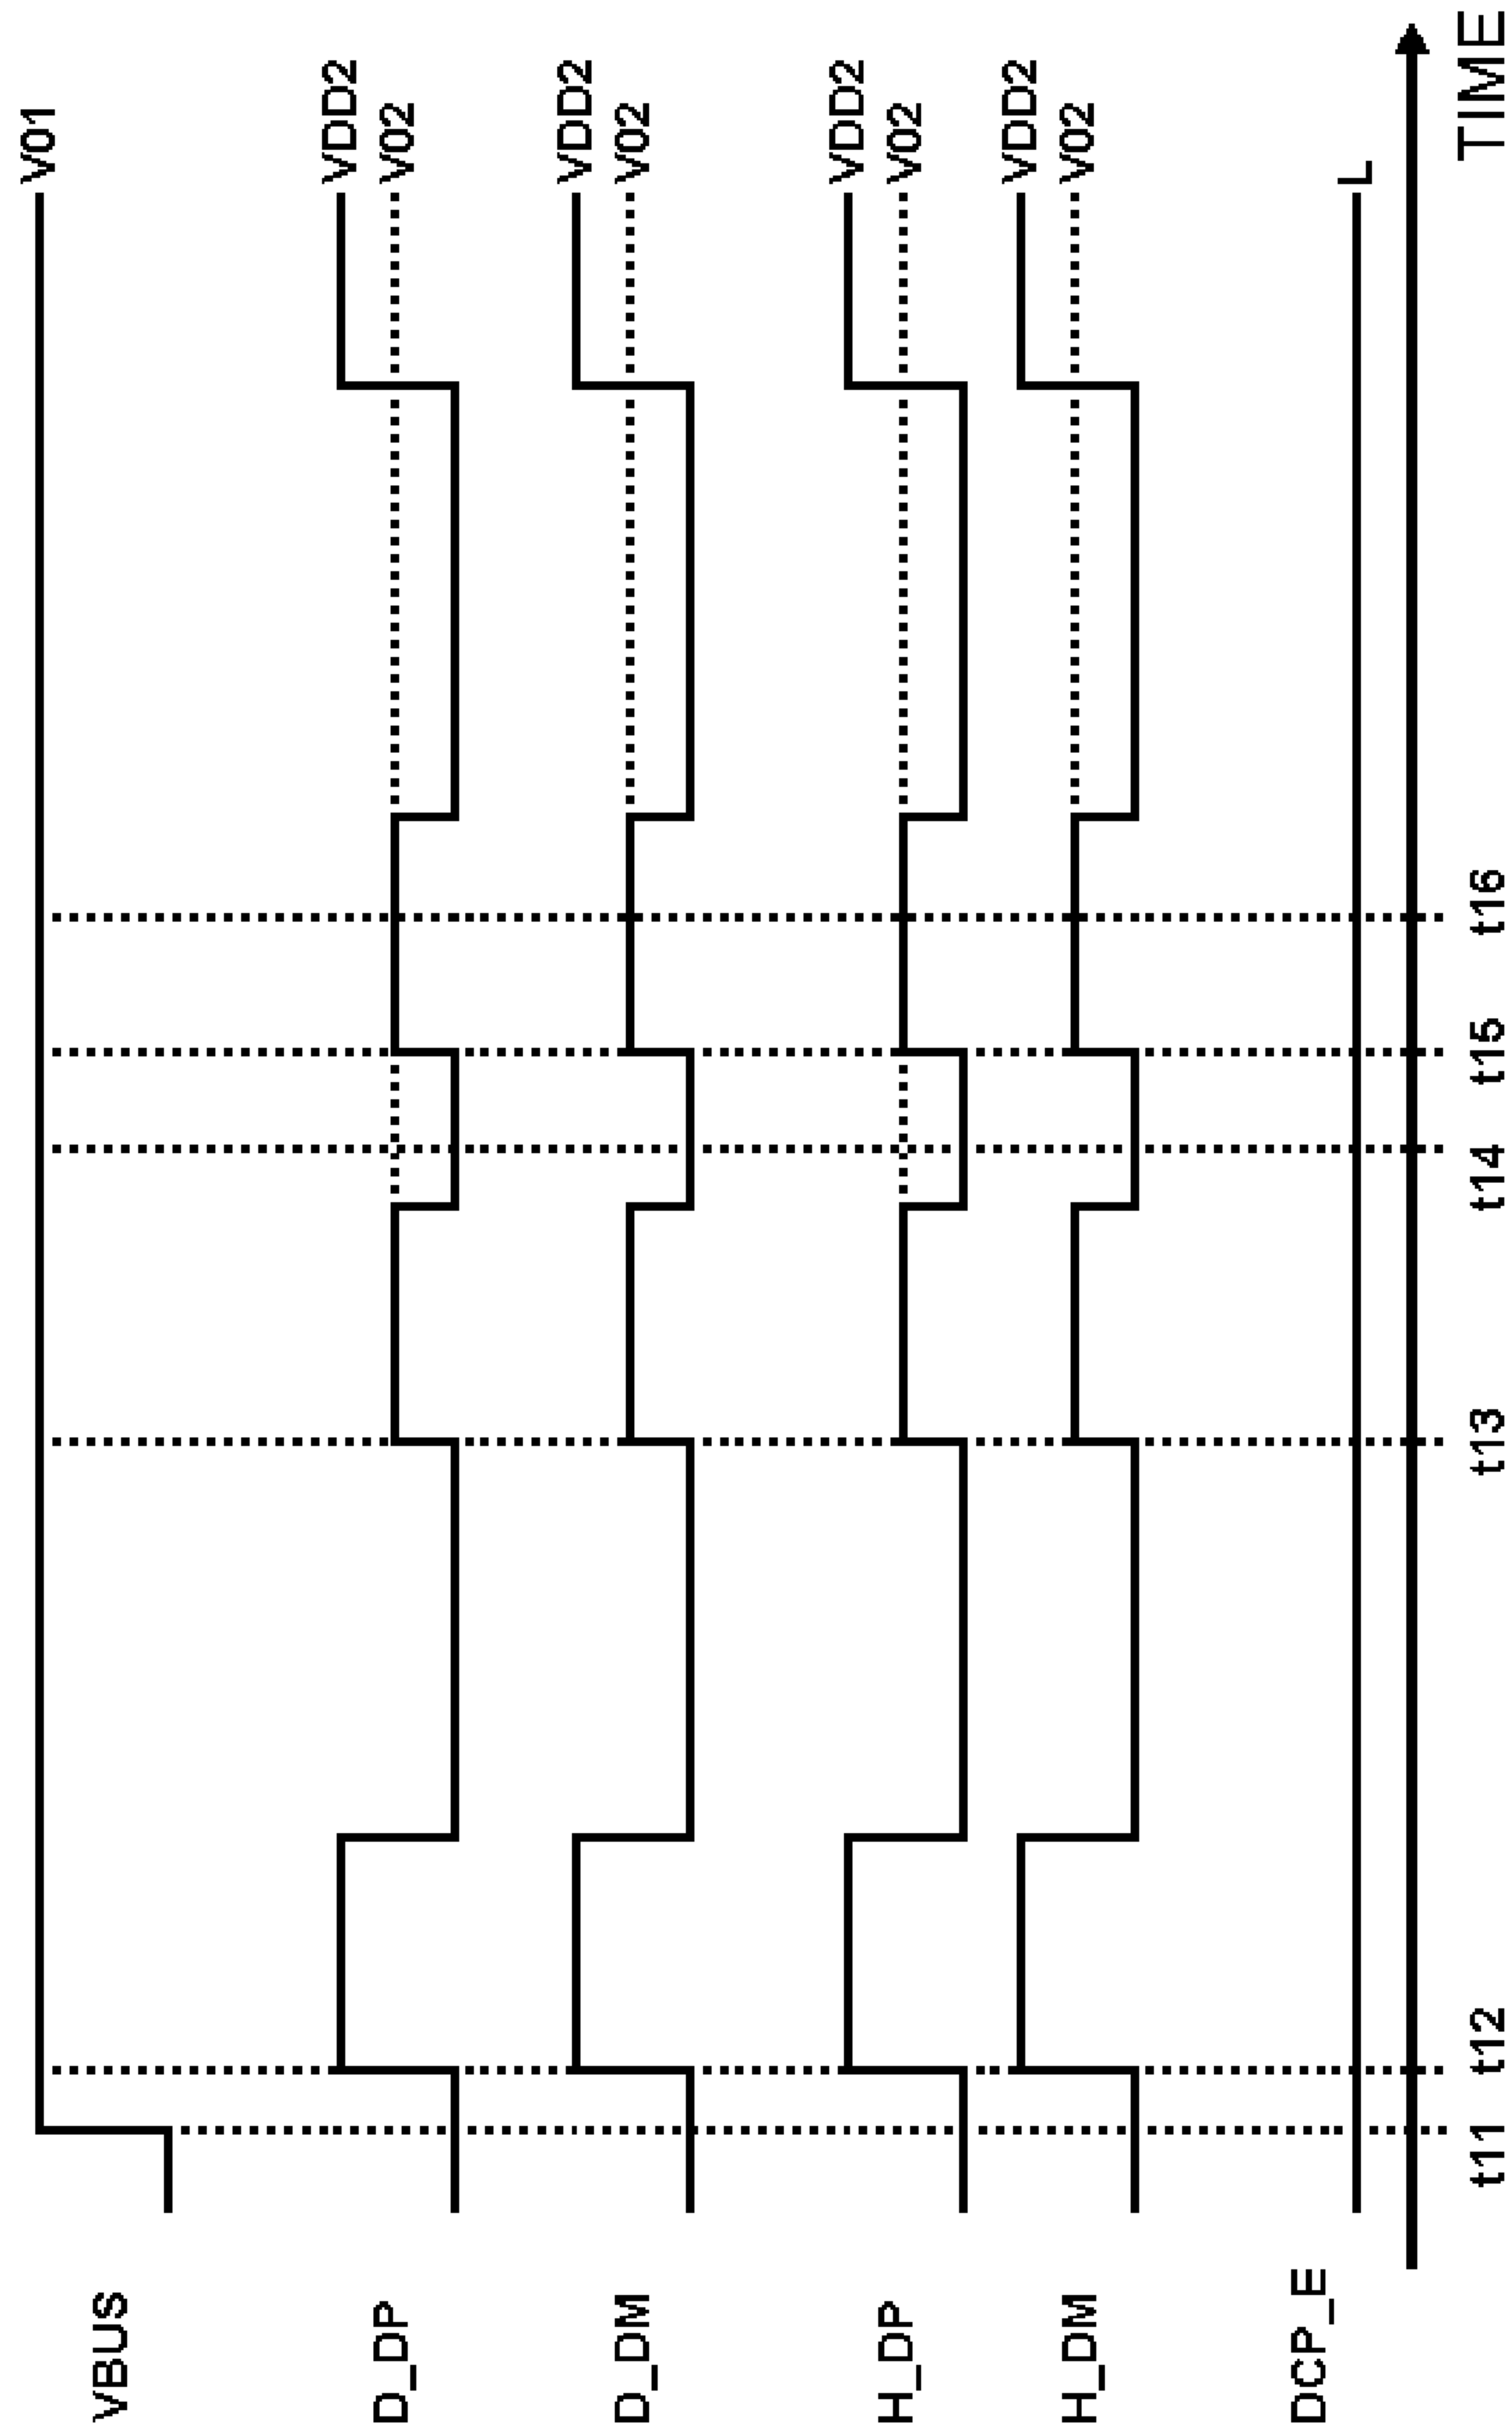 VBUS
V01
D_DP
VDD2
V02
D_DM
VDD2
V02
H_DP
VDD2
V02
H_DM
VDD2
V02
DCP_E
L
t11
t12
t13
t14
t15
t16
TIME